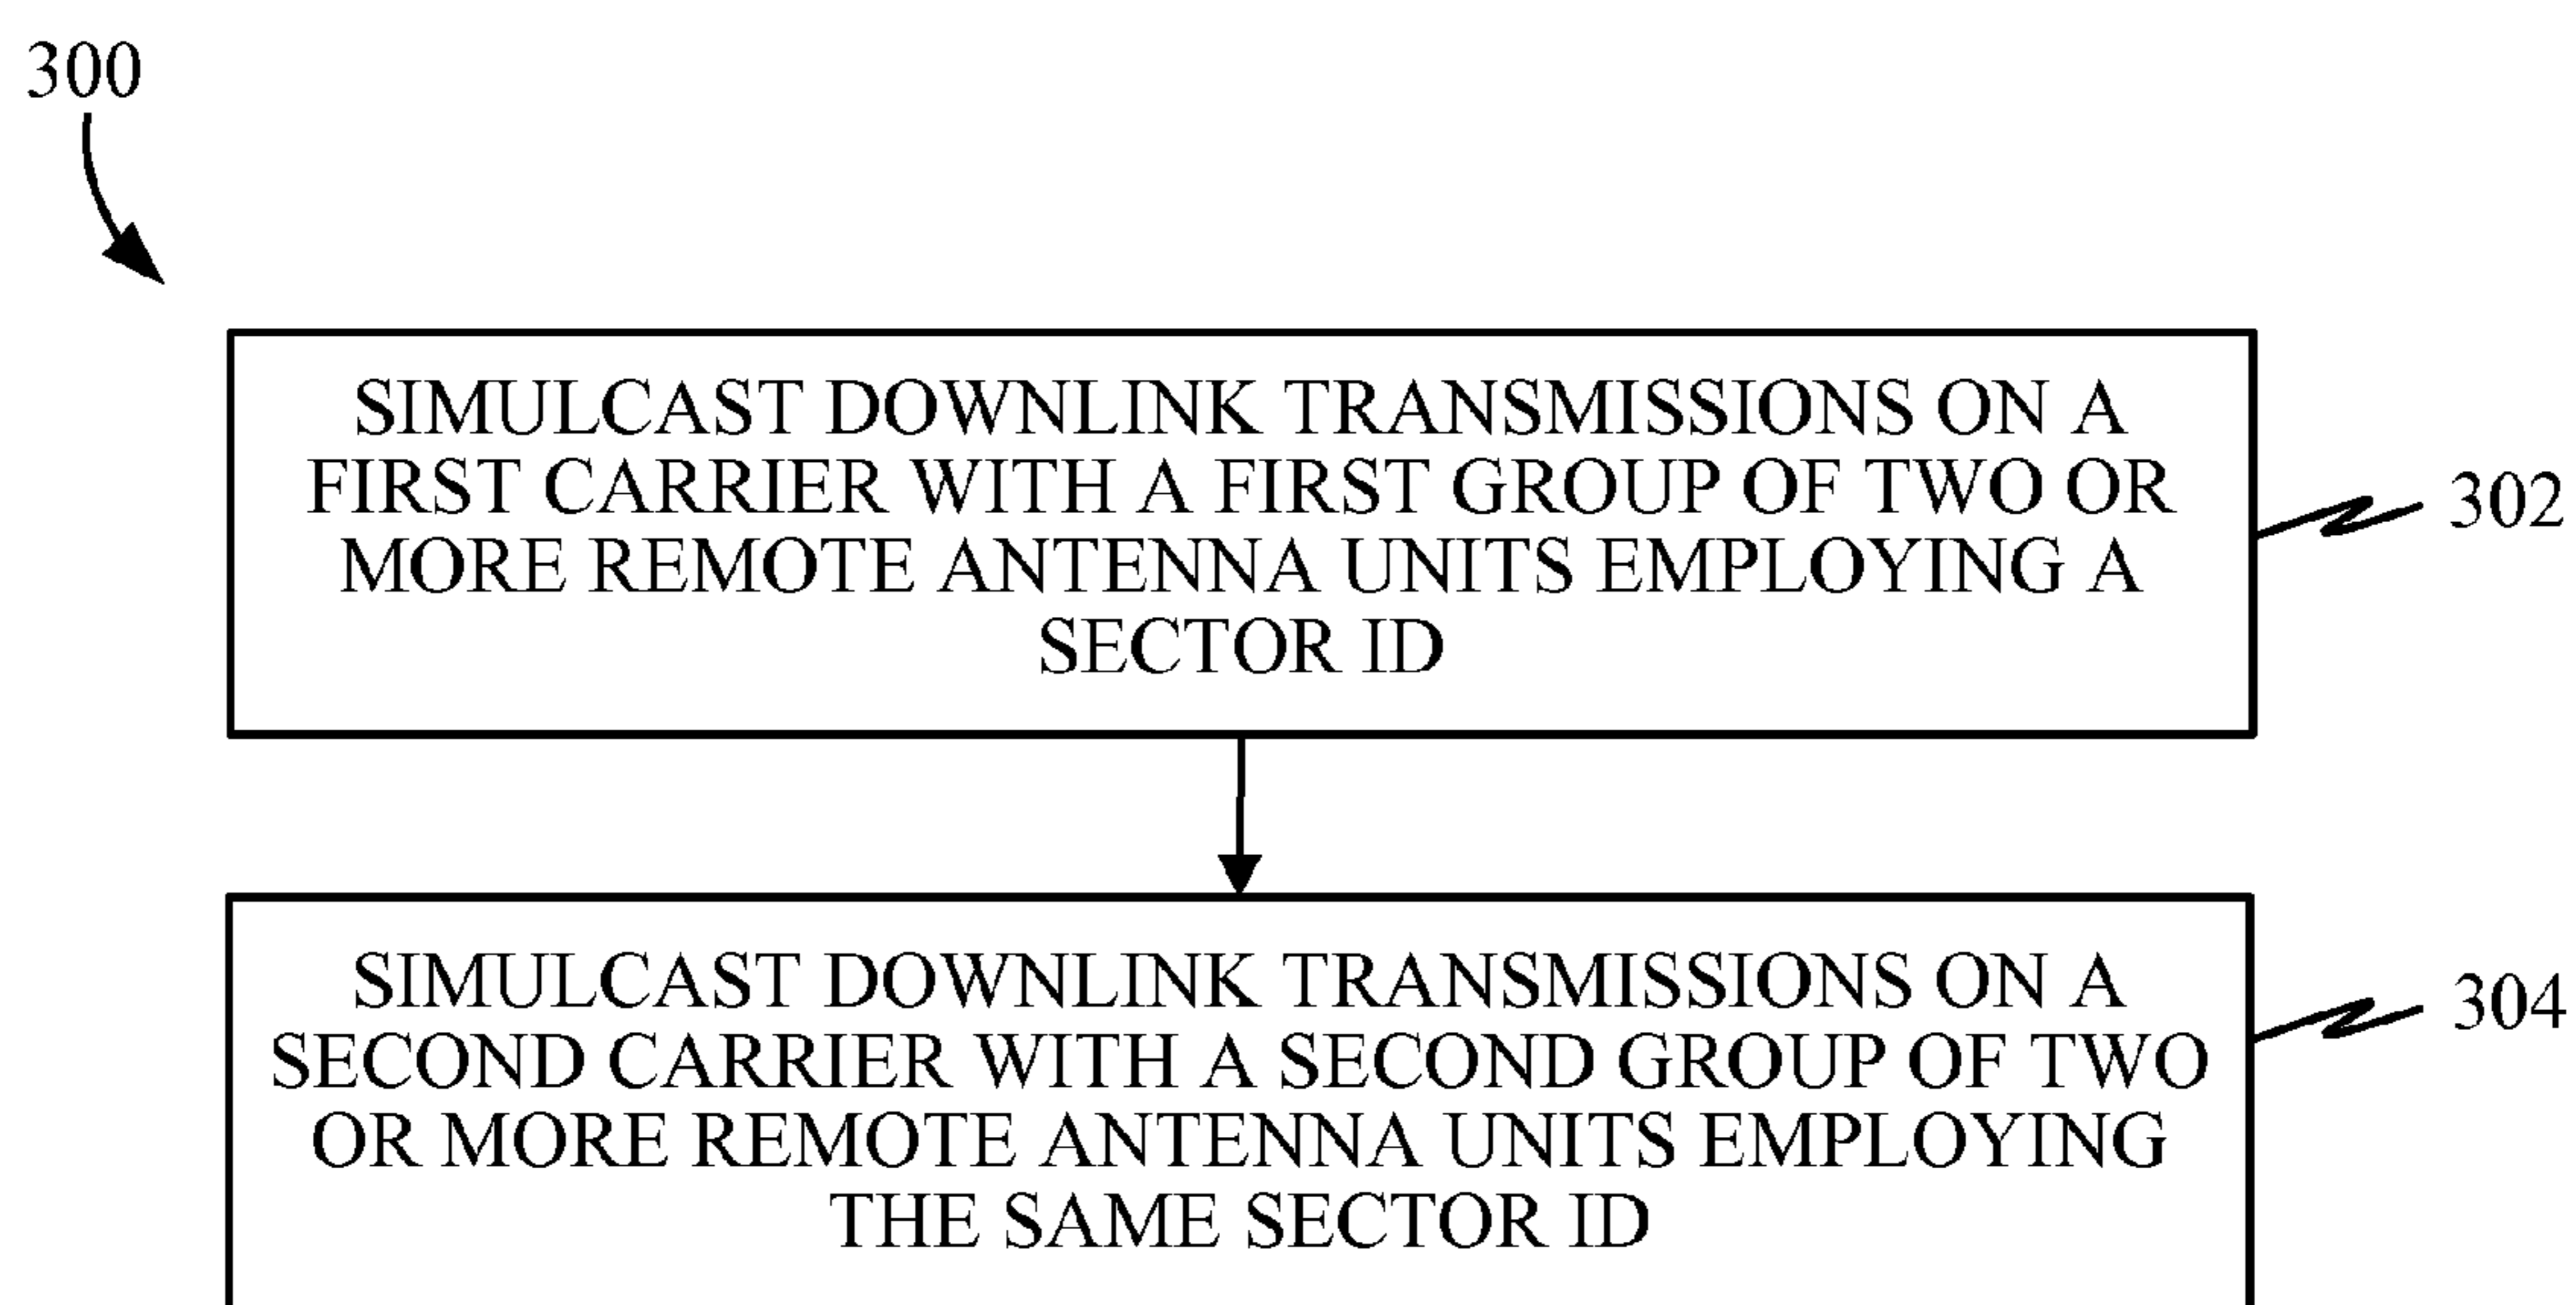 300
SIMULCAST DOWNLINK TRANSMISSIONS ON A
FIRST CARRIER WITH A FIRST GROUP OF TWO OR
MORE REMOTE ANTENNA UNITS EMPLOYING A
SECTOR ID
302
SIMULCAST DOWNLINK TRANSMISSIONS ON A
SECOND CARRIER WITH A SECOND GROUP OF TWO
OR MORE REMOTE ANTENNA UNITS EMPLOYING
THE SAME SECTOR ID
304